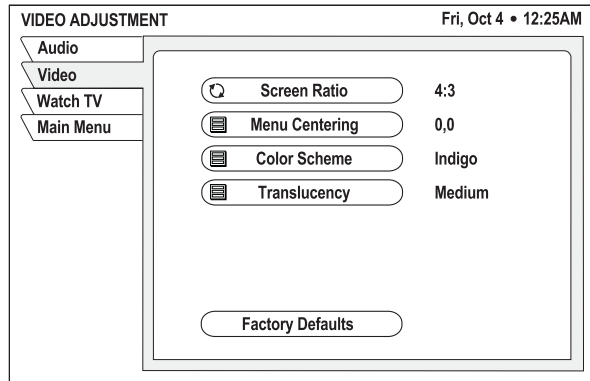 VIDEO ADJUSTMENT Fri, Oct 4 • 12:25AM
Audio
Video
Watch TV
Main Menu
Screen Ratio 4:3
Menu Centering 0,0
Color Scheme Indigo
Translucency Medium
Factory Defaults